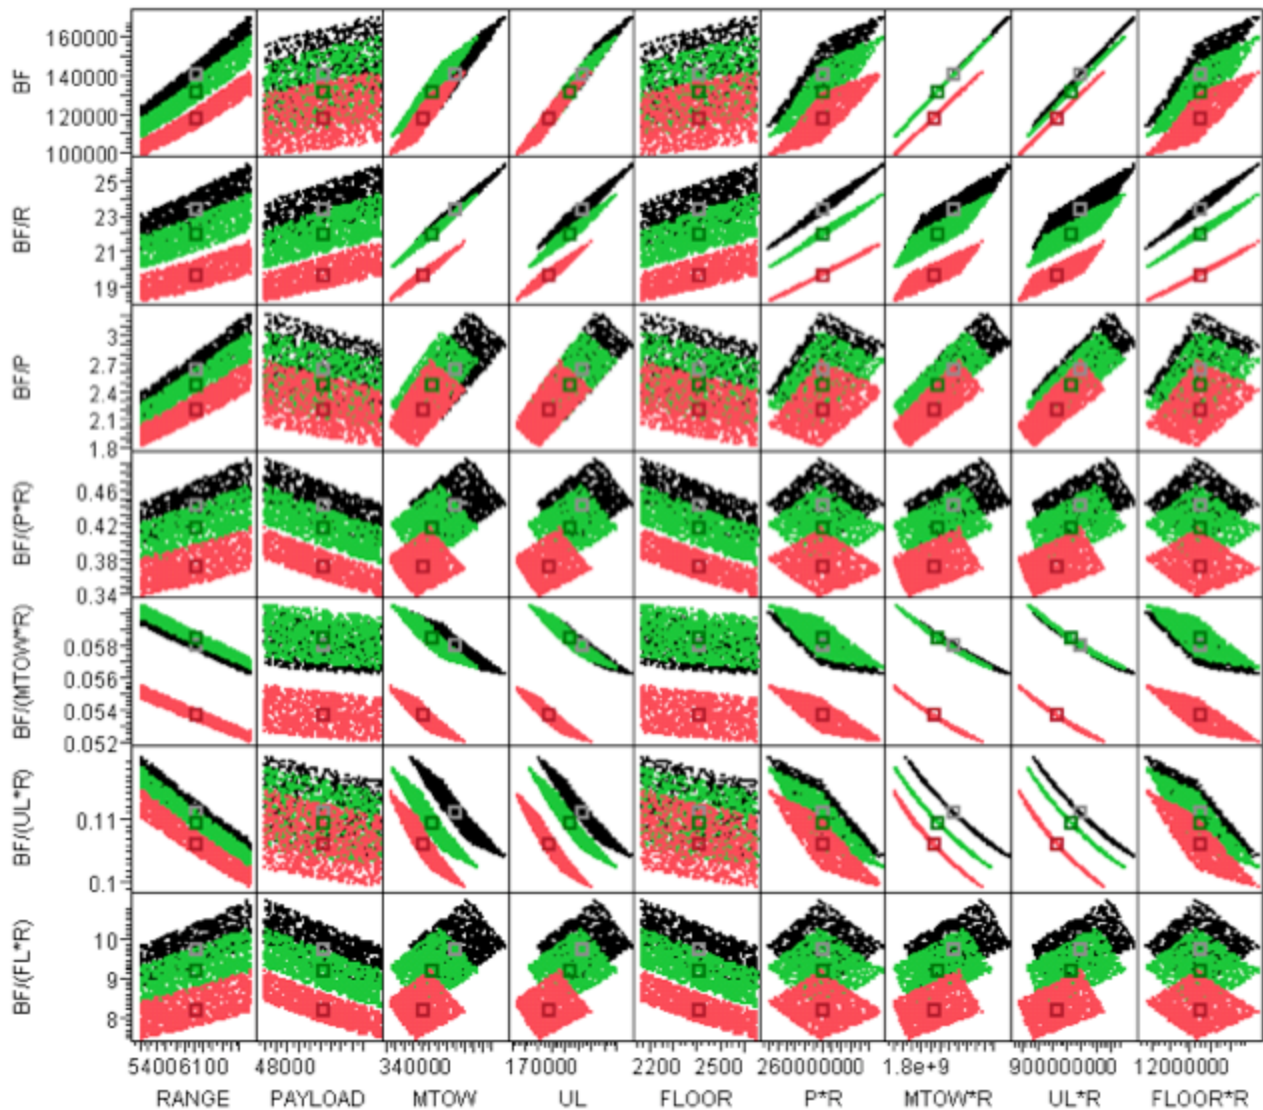 BF
160000
140000
120000
100000
BF/R
25
23
21
19
BF/P
3
2.7
2.4
2.1
1.8
BF/(P*R)
0.46
0.42
0.38
0.34
BF/(MTOW*R)
0.058
0.056
0.054
0.052
BF/(UL*R)
0.11
0.1
BF/(FL*R)
10
9
8
5400 6100 48000 340000 170000 2200 2500 260000000 1.8e+9 900000000 12000000
RANGE PAYLOAD MTOW UL FLOOR P*R MTOW*R UL*R FLOOR*R